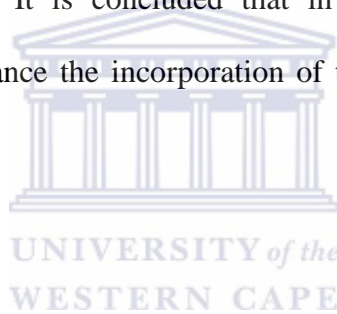 It is concluded that in
ance the incorporation of t
UNIVERSITY of the
WESTERN CAPE